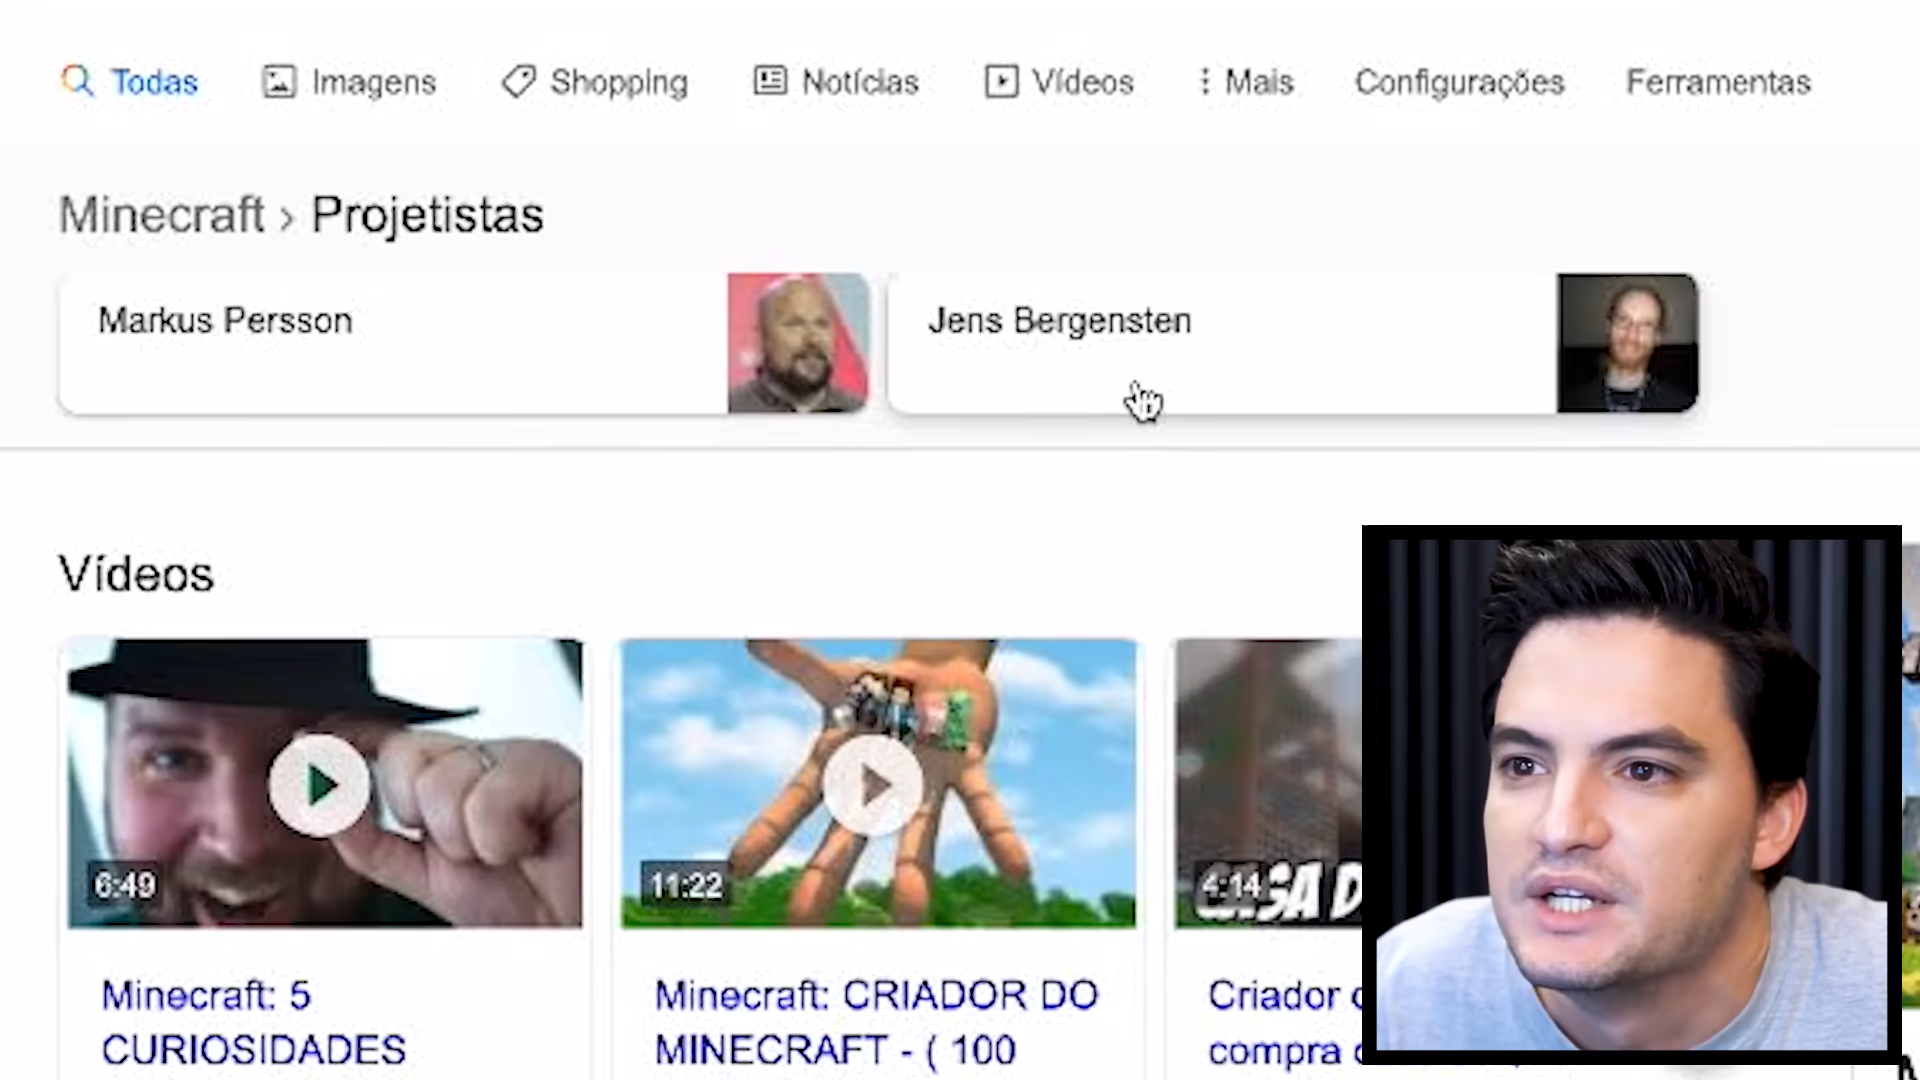 Todas Imagens Shopping Notícias Vídeos Mais Configurações Ferramentas
Minecraft › Projetistas
Markus Persson
Jens Bergensten
Vídeos
6:49
11:22
4:14
Minecraft: 5
CURIOSIDADES
Minecraft: CRIADOR DO
MINECRAFT - ( 100
Criador
compra